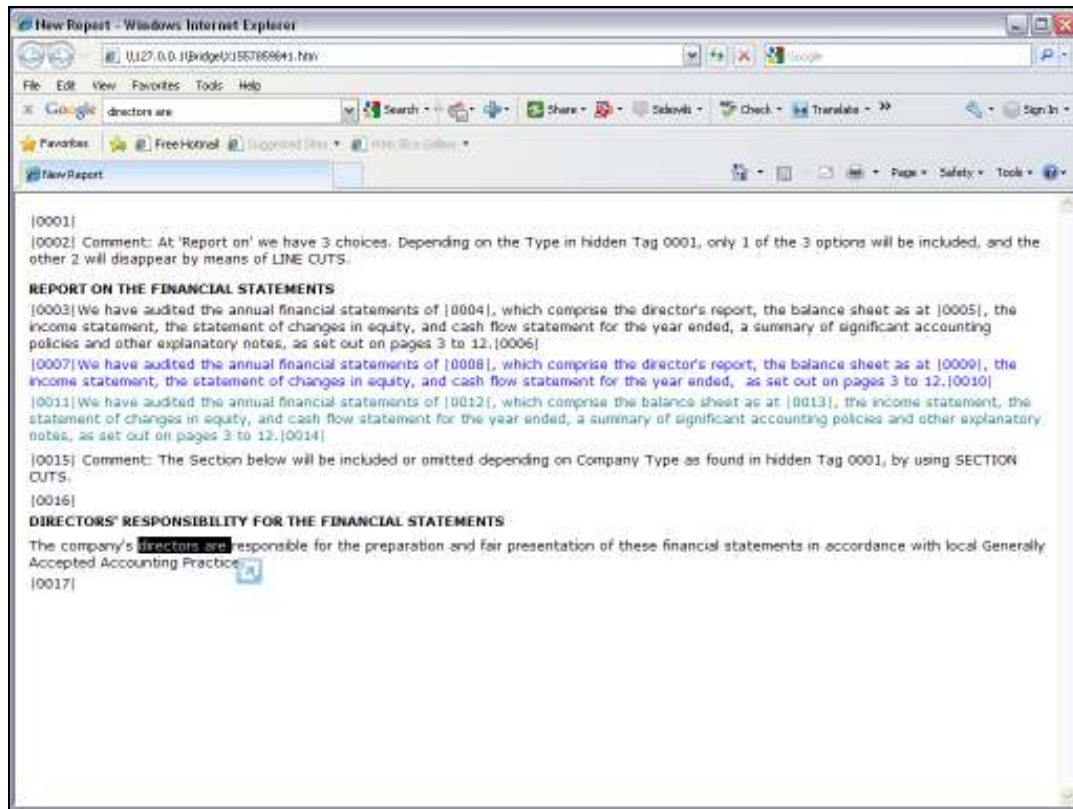 New Report - Windows Internet Explorer
Google
File Edit View Favorites Tools Help
Google directors are Search Share Sidewiki Check Translate Sign In
Favorites Free Hotmail Suggested Sites Web Slice Gallery
New Report Page Safety Tools
|0001|
|0002| Comment: At 'Report on' we have 3 choices. Depending on the Type in hidden Tag 0001, only 1 of the 3 options will be included, and the
other 2 will disappear by means of LINE CUTS.
REPORT ON THE FINANCIAL STATEMENTS
|0003|We have audited the annual financial statements of |0004|, which comprise the director's report, the balance sheet as at |0005|, the
income statement, the statement of changes in equity, and cash flow statement for the year ended, a summary of significant accounting
policies and other explanatory notes, as set out on pages 3 to 12.|0006|
|0007|We have audited the annual financial statements of |0008|, which comprise the director's report, the balance sheet as at |0009|, the
income statement, the statement of changes in equity, and cash flow statement for the year ended, as set out on pages 3 to 12.|0010|
|0011|We have audited the annual financial statements of |0012|, which comprise the balance sheet as at |0013|, the income statement, the
statement of changes in equity, and cash flow statement for the year ended, a summary of significant accounting policies and other explanatory
notes, as set out on pages 3 to 12.|0014|
|0015| Comment: The Section below will be included or omitted depending on Company Type as found in hidden Tag 0001, by using SECTION
CUTS.
|0016|
DIRECTORS' RESPONSIBILITY FOR THE FINANCIAL STATEMENTS
The company's directors are responsible for the preparation and fair presentation of these financial statements in accordance with local Generally
Accepted Accounting Practice
|0017|